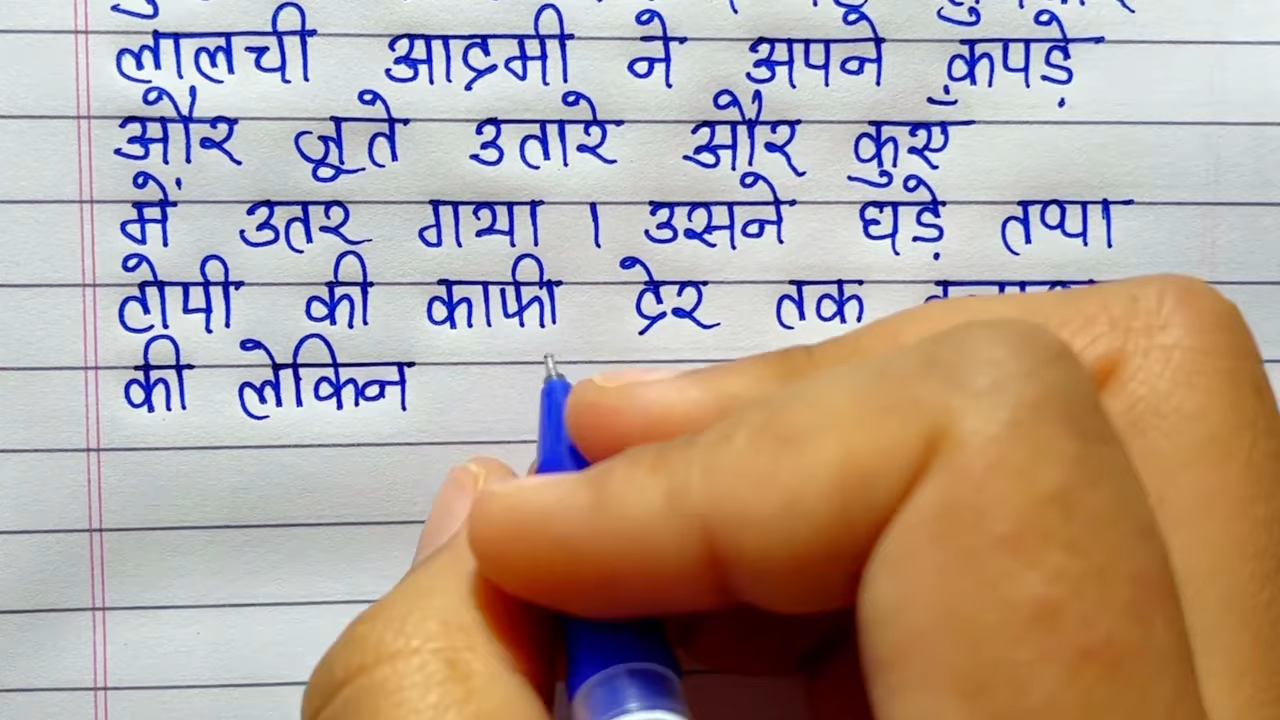 लालची आदमी ने अपने कपड़े
और जूते उतारे और कुएँ
में उतर गया । उसने घड़े तथा
टोपी की काफी देर तक
की लेकिन